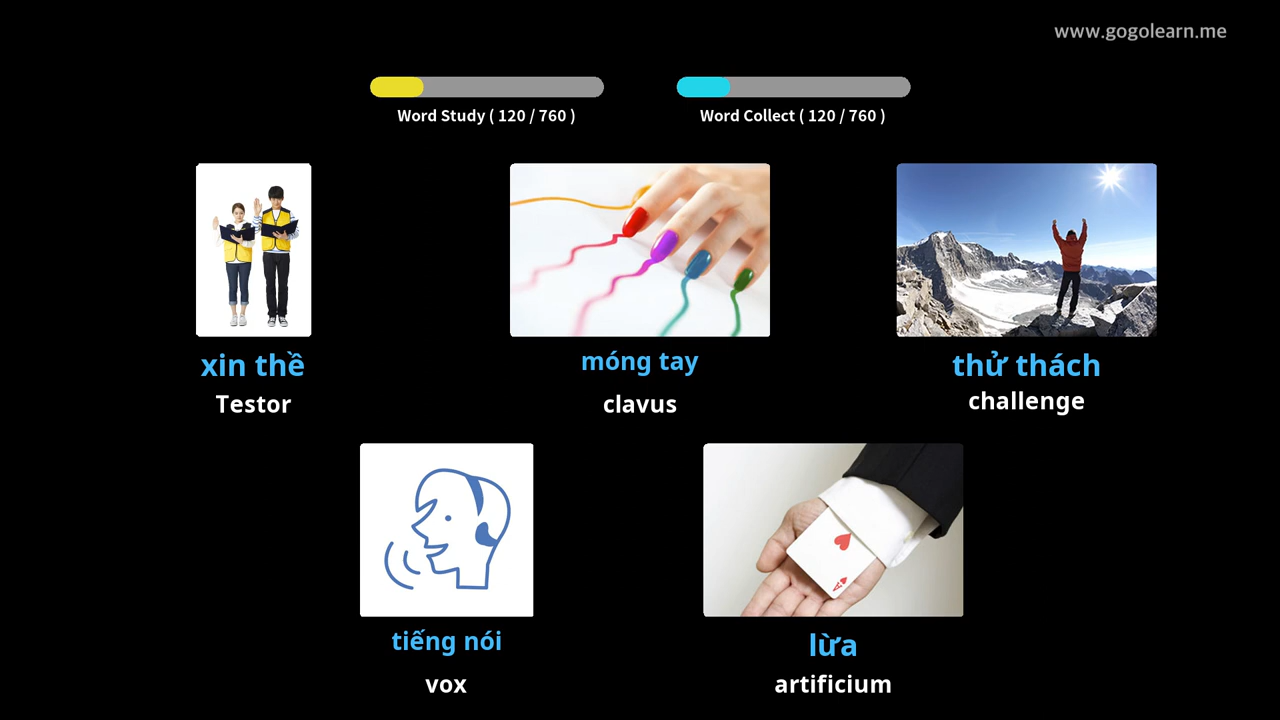 www.gogolearn.me
Word Study ( 120 / 760 )
Word Collect ( 120 / 760 )
xin thề
Testor
móng tay
clavus
thử thách
challenge
tiếng nói
vox
lừa
artificium